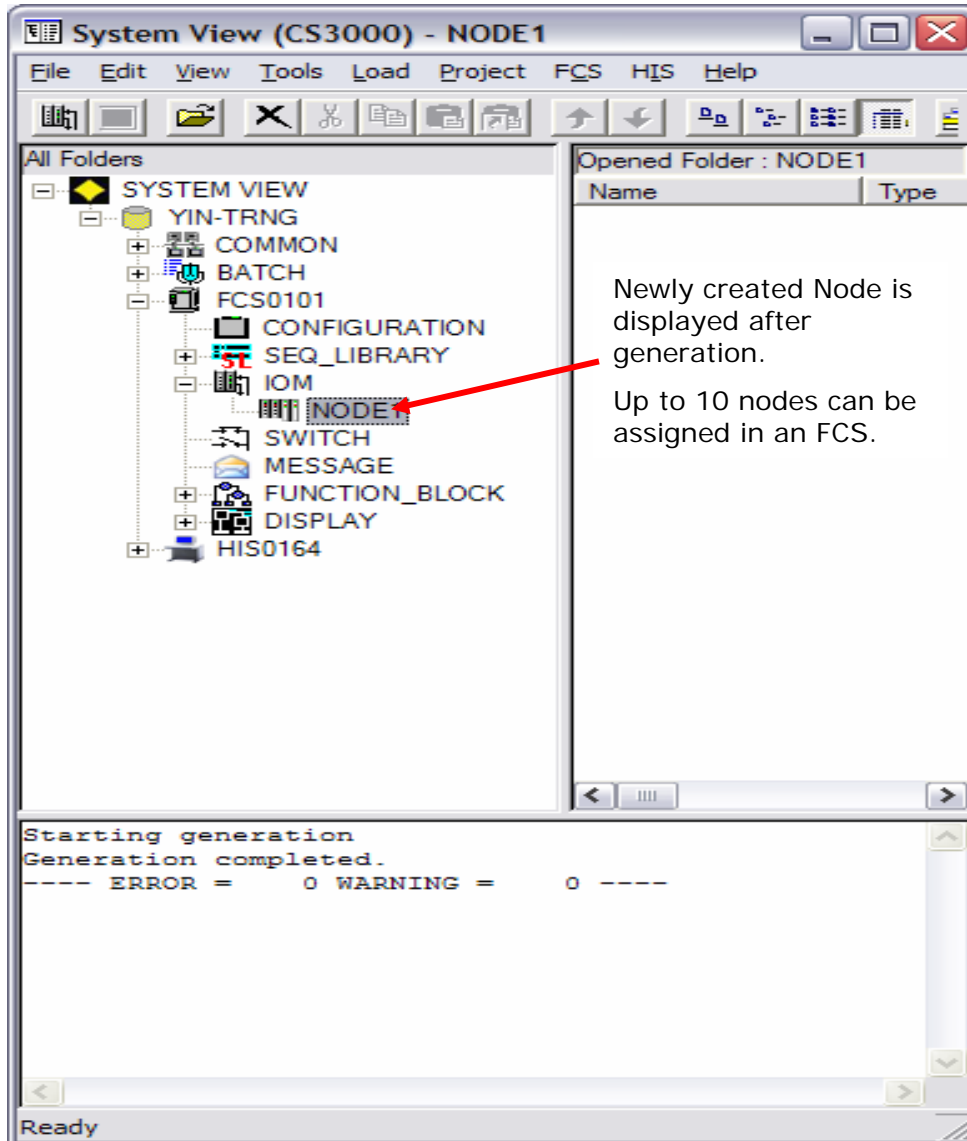 System View (CS3000) - NODE1
File Edit View Tools Load Project FCS HIS Help
All Folders
Opened Folder : NODE1
Name Type
SYSTEM VIEW
YIN-TRNG
COMMON
BATCH
FCS0101
CONFIGURATION
SEQ_LIBRARY
IOM
NODE1
SWITCH
MESSAGE
FUNCTION_BLOCK
DISPLAY
HIS0164
Newly created Node is
displayed after
generation.
Up to 10 nodes can be
assigned in an FCS.
Starting generation
Generation completed.
---- ERROR = 0 WARNING = 0 ----
Ready